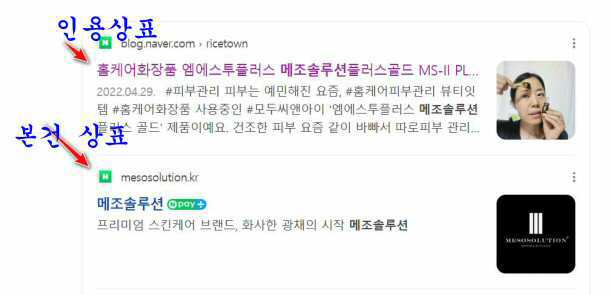 인용상표
blog.naver.com › ricetown
홈케어화장품 엠에스투플러스 메조솔루션플러스골드 MS-II PL...
2022.04.29. #피부관리 피부는 예민해진 요즘, #홈케어피부관리 뷰티잇
템 #홈케어화장품 사용중인 #모두씨앤아이 '엠에스투플러스 메조솔루션
플러스 골드' 제품이예요. 건조한 피부 요즘 같이 바빠서 따로피부 관리...
본건 상표
N mesosolution.kr
메조솔루션 N pay +
프리미엄 스킨케어 브랜드, 화사한 광채의 시작 메조솔루션
MESOSOLUTION